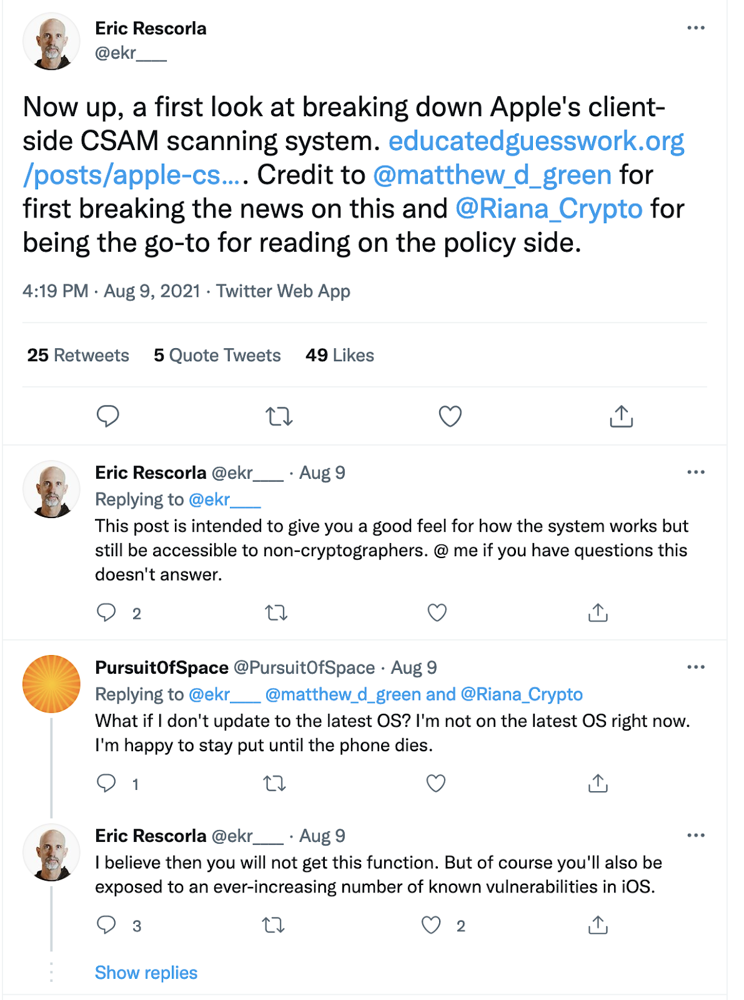 Eric Rescorla
@ekr____
Now up, a first look at breaking down Apple's client-
side CSAM scanning system. educatedguesswork.org
/posts/apple-cs.... Credit to @matthew_d_green for
first breaking the news on this and @Riana_Crypto for
being the go-to for reading on the policy side.
4:19 PM · Aug 9, 2021 · Twitter Web App
25 Retweets 5 Quote Tweets 49 Likes
Eric Rescorla @ekr____ · Aug 9
Replying to @ekr____
This post is intended to give you a good feel for how the system works but
still be accessible to non-cryptographers. @ me if you have questions this
doesn't answer.
2
Pursuit0fSpace @Pursuit0fSpace · Aug 9
Replying to @ekr____ @matthew_d_green and @Riana_Crypto
What if I don't update to the latest OS? I'm not on the latest OS right now.
I'm happy to stay put until the phone dies.
1
Eric Rescorla @ekr____ · Aug 9
I believe then you will not get this function. But of course you'll also be
exposed to an ever-increasing number of known vulnerabilities in iOS.
3 2
Show replies